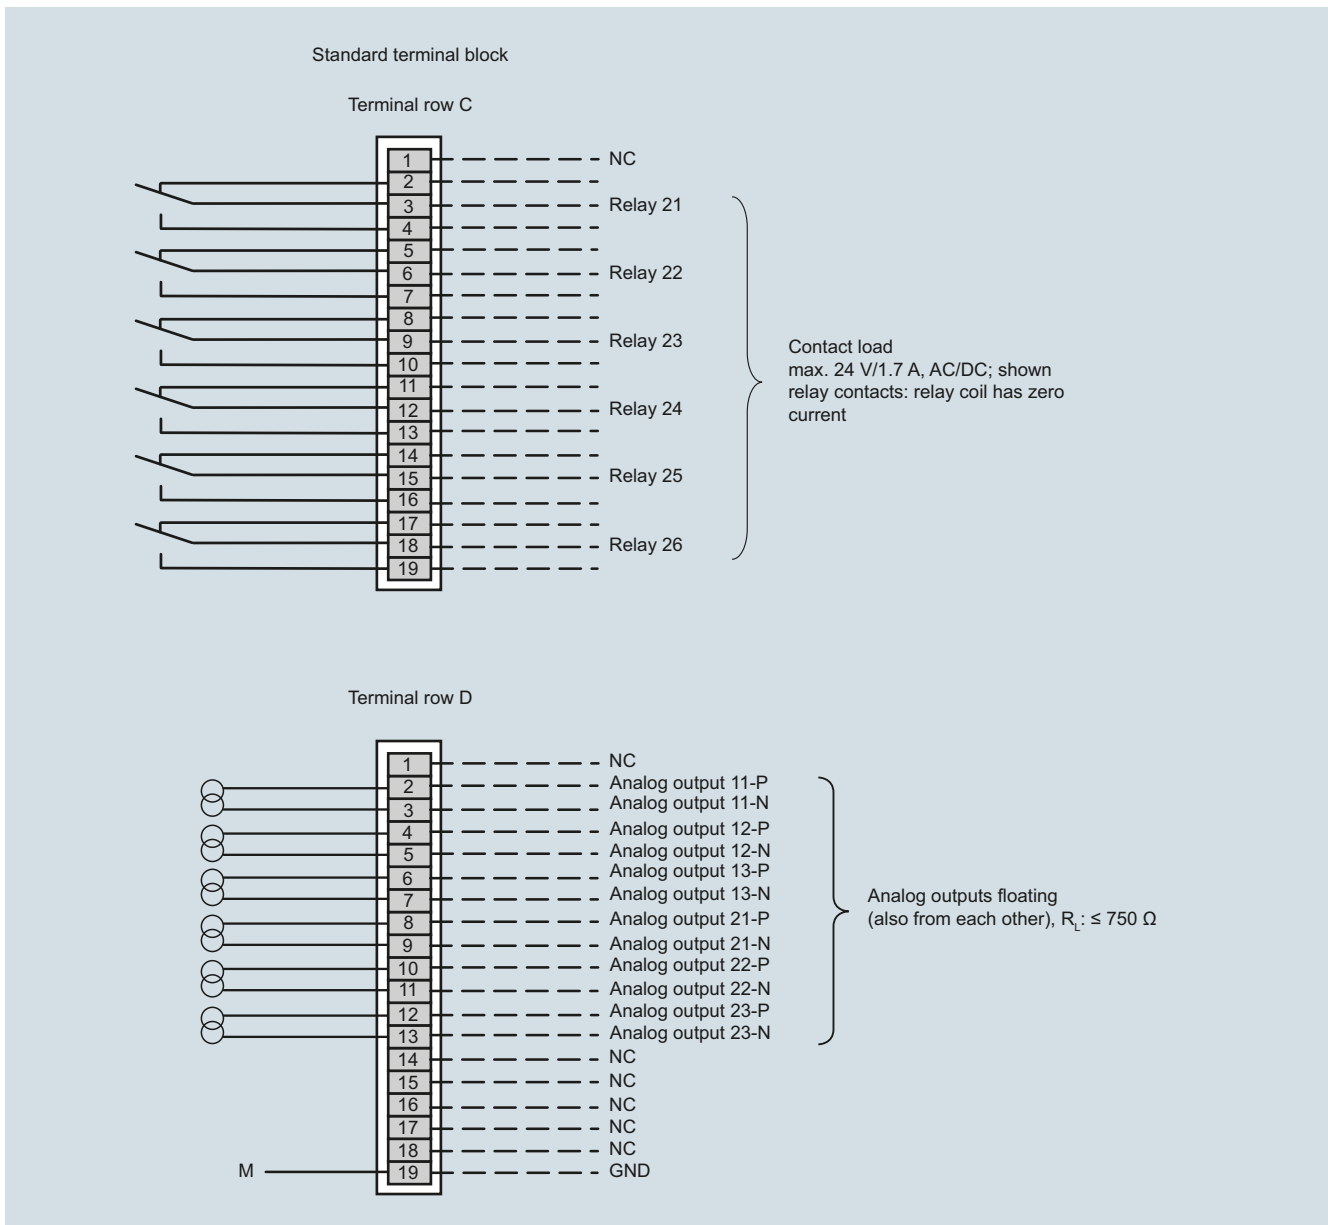 Standard terminal block
Terminal row C
1 NC
2
3 Relay 21
4
5
6 Relay 22
7
8
9 Relay 23
10
11
12 Relay 24
13
14
15 Relay 25
16
17
18 Relay 26
19
Contact load
max. 24 V/1.7 A, AC/DC; shown
relay contacts: relay coil has zero
current
Terminal row D
1 NC
2 Analog output 11-P
3 Analog output 11-N
4 Analog output 12-P
5 Analog output 12-N
6 Analog output 13-P
7 Analog output 13-N
8 Analog output 21-P
9 Analog output 21-N
10 Analog output 22-P
11 Analog output 22-N
12 Analog output 23-P
13 Analog output 23-N
14 NC
15 NC
16 NC
17 NC
18 NC
M 19 GND
Analog outputs floating
(also from each other), RL: ≤ 750 Ω